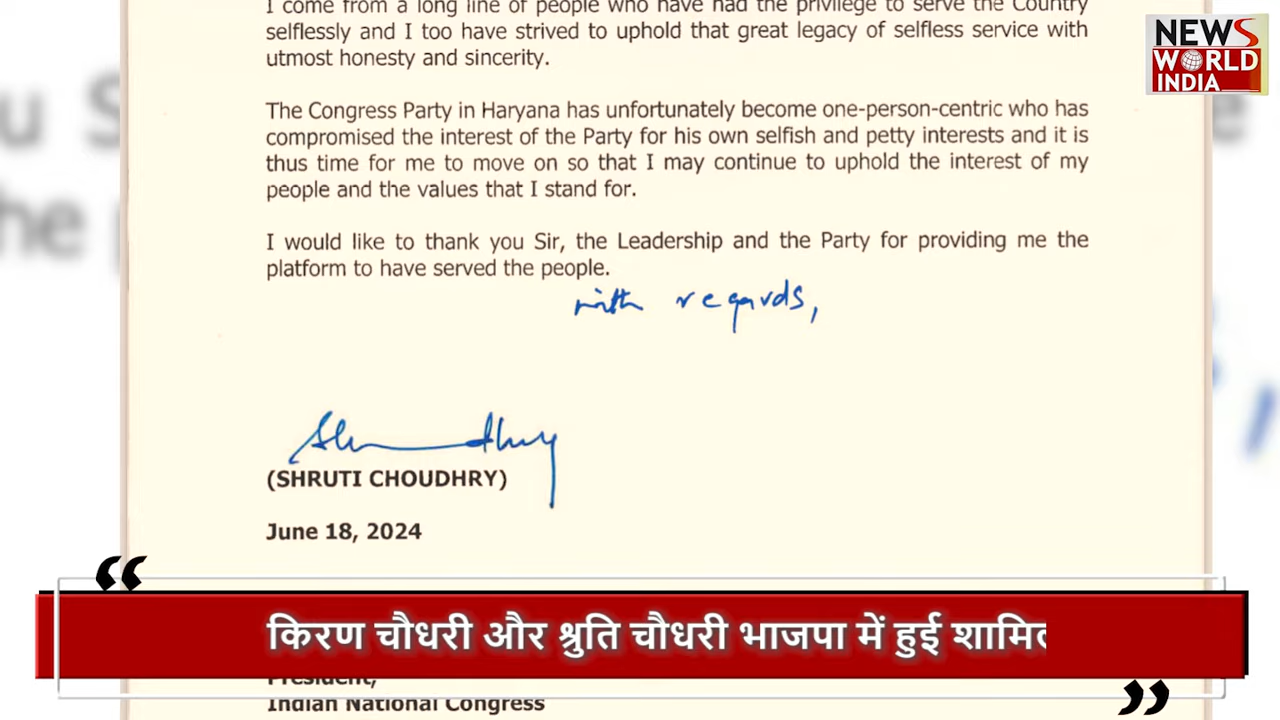 I come from a long line of people who have had the privilege to serve the Country
selflessly and I too have strived to uphold that great legacy of selfless service with
utmost honesty and sincerity.
The Congress Party in Haryana has unfortunately become one-person-centric who has
compromised the interest of the Party for his own selfish and petty interests and it is
thus time for me to move on so that I may continue to uphold the interest of my
people and the values that I stand for.
I would like to thank you Sir, the Leadership and the Party for providing me the
platform to have served the people.
with regards,
(SHRUTI CHOUDHRY)
June 18, 2024
“
किरण चौधरी और श्रुति चौधरी भाजपा में हुई
”
President,
Indian National Congress
NEWS
WORLD
INDIA